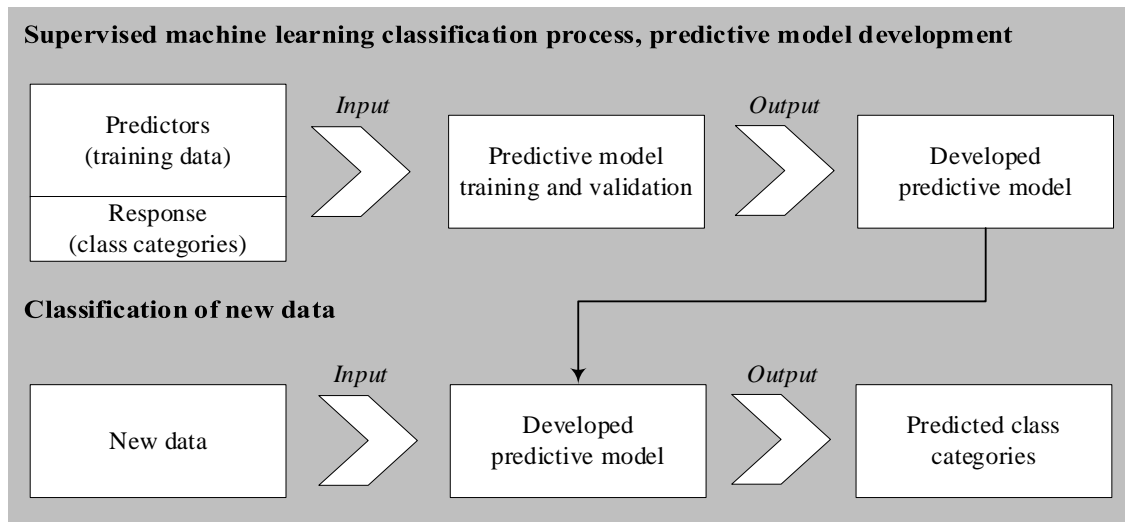 Supervised machine learning classification process, predictive model development
Input
Output
Predictors
(training data)
Response
(class categories)
Predictive model
training and validation
Developed
predictive model
Classification of new data
Input
Output
New data
Developed
predictive model
Predicted class
categories